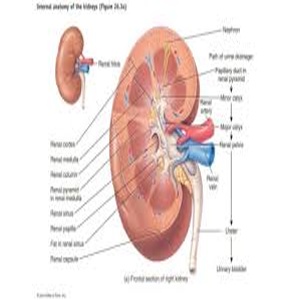 Internal anatomy of the kidneys (Figure 26.3a)
Nephron
Path of urine drainage:
Papillary duct in
renal pyramid
Renal hilus
Minor calyx
Renal
artery
Major calyx
Renal cortex
Renal pelvis
Renal medulla
Renal column
Renal
vein
Renal pyramid
in renal medulla
Renal sinus
Renal papilla
Ureter
Fat in renal sinus
Renal capsule
Urinary bladder
(a) Frontal section of right kidney